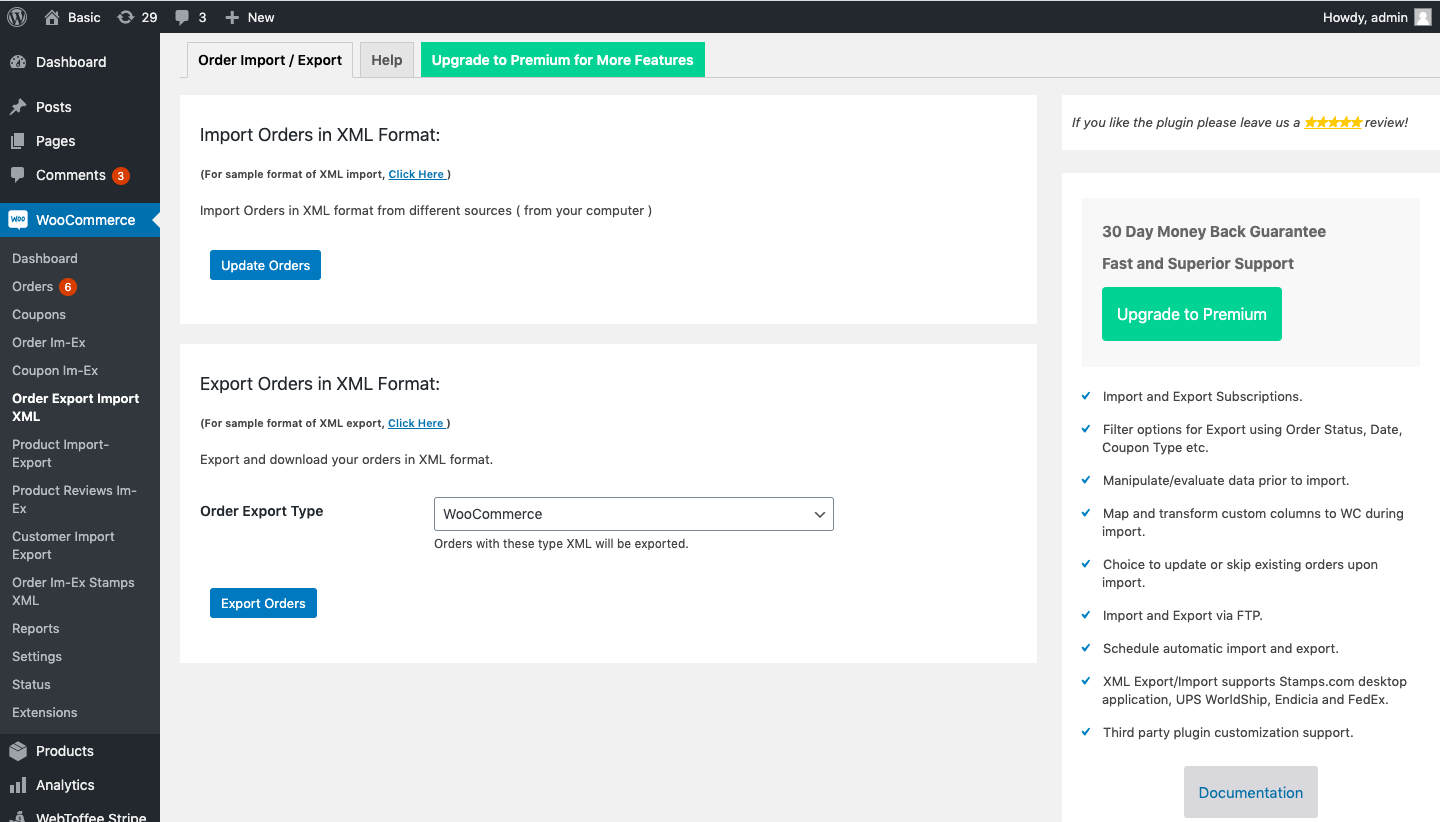 Basic
29
3
New
Howdy, admin
Dashboard
Posts
Pages
Comments 3
WOO WooCommerce
Dashboard
Orders 6
Coupons
Order Im-Ex
Coupon Im-Ex
Order Export Import
XML
Product Import-
Export
Product Reviews Im-
Ex
Customer Import
Export
Order Im-Ex Stamps
XML
Reports
Settings
Status
Extensions
Products
Analytics
WebToffee Stripe
Order Import / Export
Help
Upgrade to Premium for More Features
Import Orders in XML Format:
(For sample format of XML import, Click Here )
Import Orders in XML format from different sources ( from your computer )
Update Orders
Export Orders in XML Format:
(For sample format of XML export, Click Here )
Export and download your orders in XML format.
Order Export Type
WooCommerce
Orders with these type XML will be exported.
Export Orders
If you like the plugin please leave us a ★★★★★ review!
30 Day Money Back Guarantee
Fast and Superior Support
Upgrade to Premium
Import and Export Subscriptions.
Filter options for Export using Order Status, Date,
Coupon Type etc.
Manipulate/evaluate data prior to import.
Map and transform custom columns to WC during
import.
Choice to update or skip existing orders upon
import.
Import and Export via FTP.
Schedule automatic import and export.
XML Export/Import supports Stamps.com desktop
application, UPS WorldShip, Endicia and FedEx.
Third party plugin customization support.
Documentation